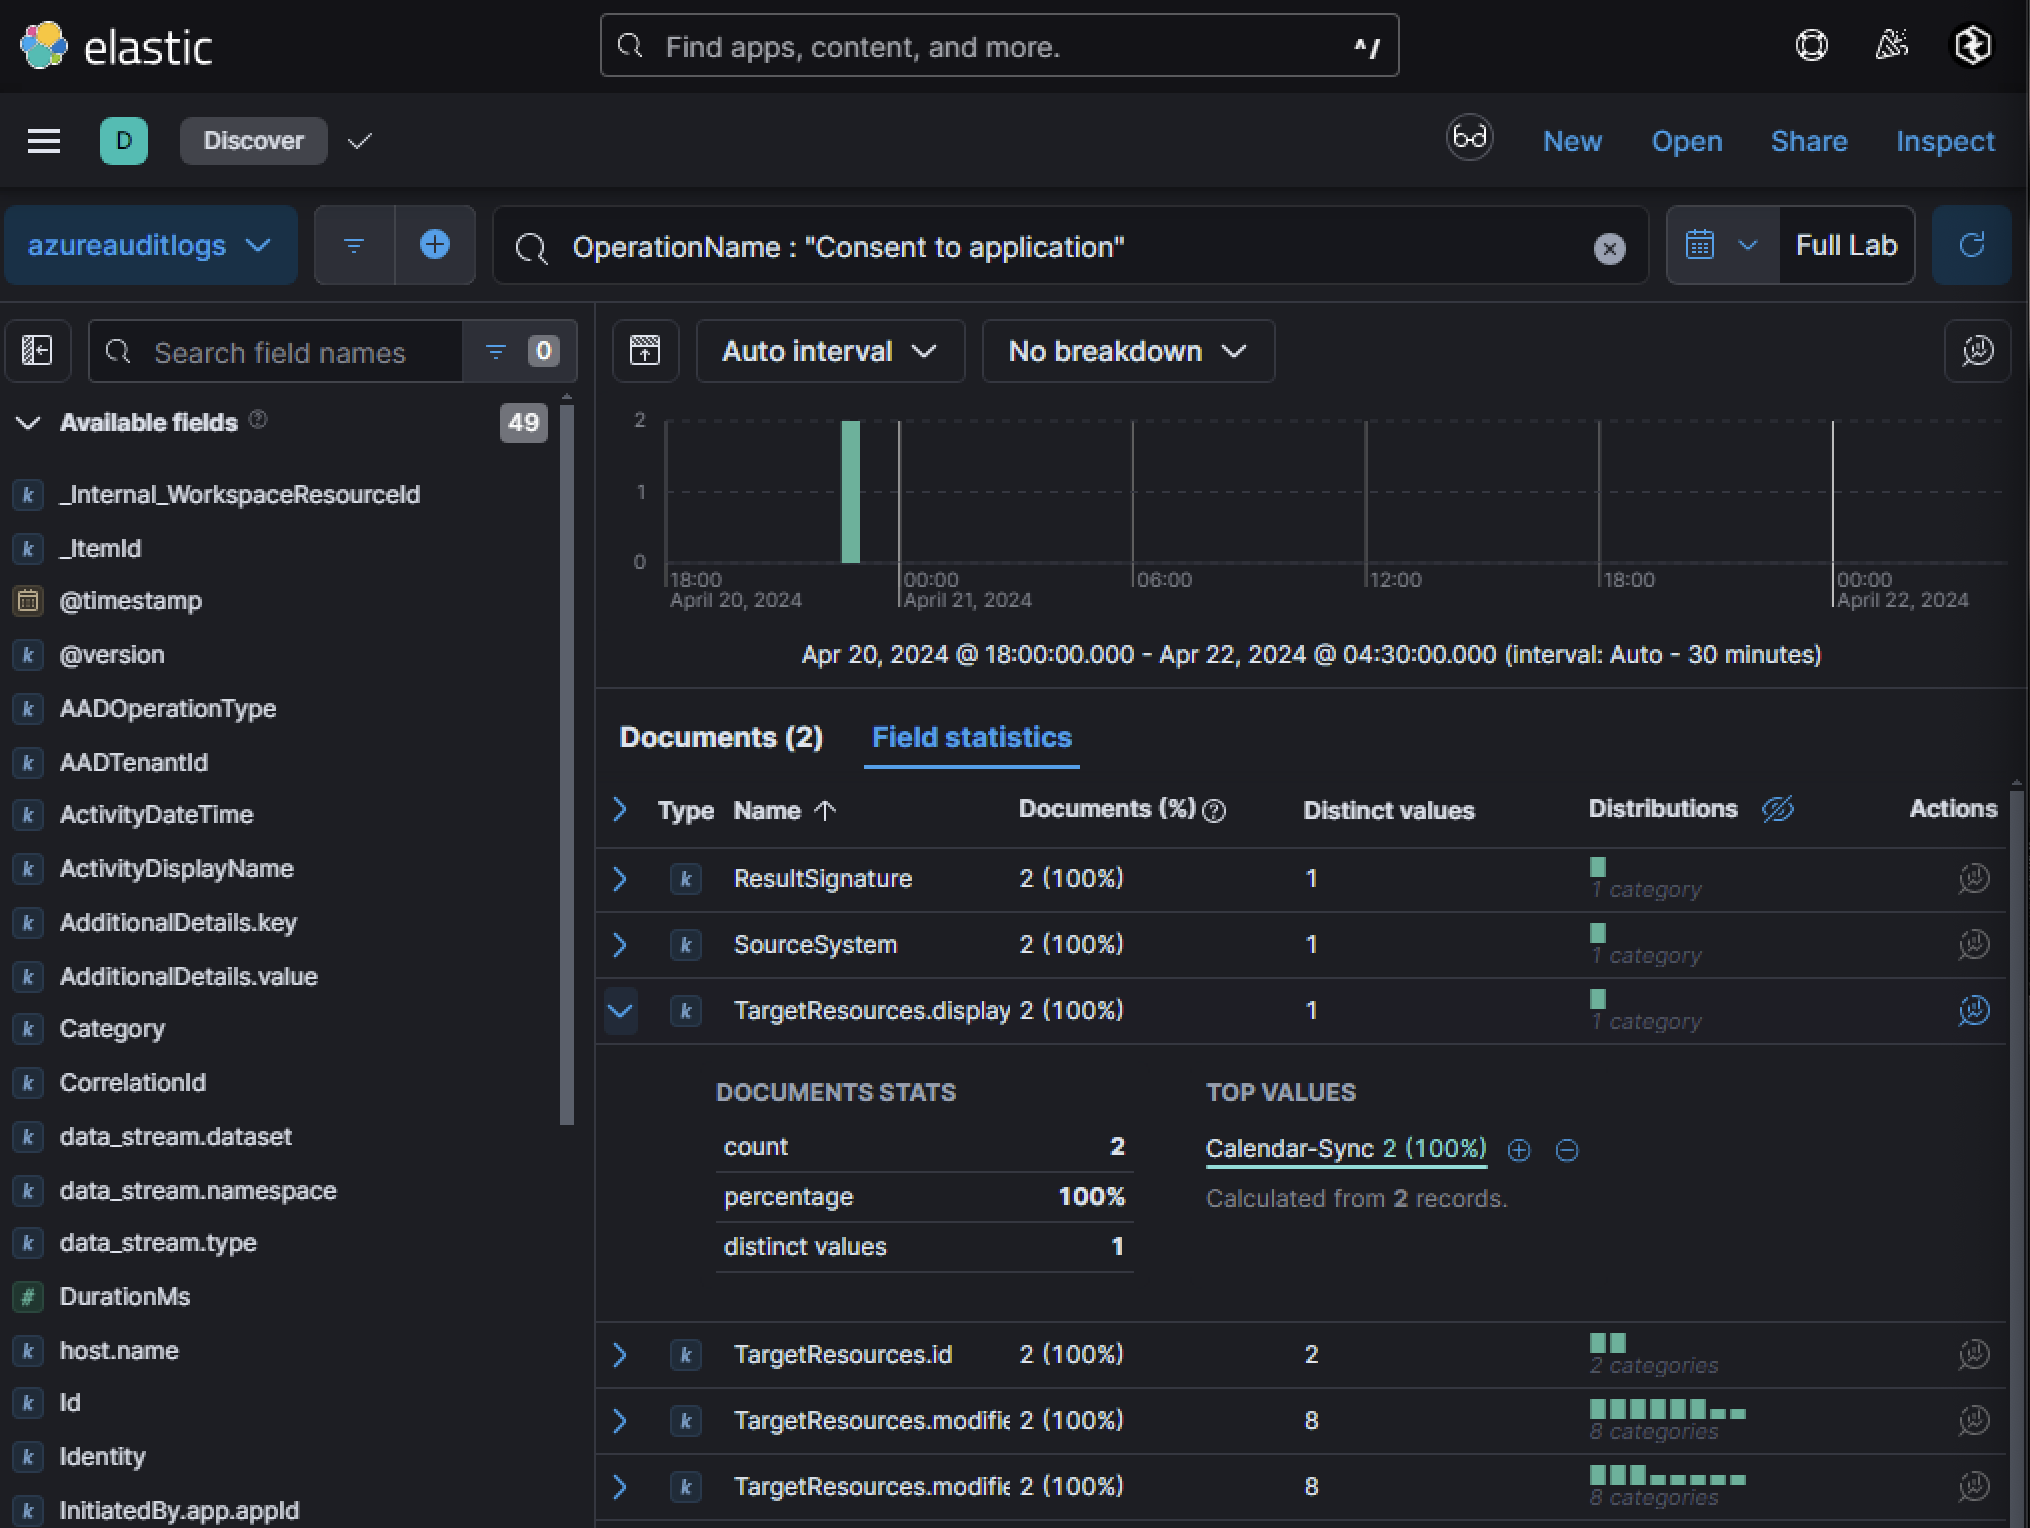 elastic
Find apps, content, and more.
^/
D
Discover
New
Open
Share
Inspect
azureauditlogs
OperationName : "Consent to application"
Full Lab
Search field names
0
Auto interval
No breakdown
Available fields
49
_Internal_WorkspaceResourceId
_ItemId
@timestamp
@version
AADOperationType
AADTenantId
ActivityDateTime
ActivityDisplayName
AdditionalDetails.key
AdditionalDetails.value
Category
CorrelationId
data_stream.dataset
data_stream.namespace
data_stream.type
DurationMs
host.name
Id
Identity
InitiatedBy.app.appId
2
1
0
18:00
April 20, 2024
00:00
April 21, 2024
06:00
12:00
18:00
00:00
April 22, 2024
Apr 20, 2024 @ 18:00:00.000 - Apr 22, 2024 @ 04:30:00.000 (interval: Auto - 30 minutes)
Documents (2)
Field statistics
Type Name Documents (%) Distinct values Distributions Actions
k ResultSignature 2 (100%) 1 1 category
k SourceSystem 2 (100%) 1 1 category
k TargetResources.display 2 (100%) 1 1 category
DOCUMENTS STATS
count 2
percentage 100%
distinct values 1
TOP VALUES
Calendar-Sync 2 (100%)
Calculated from 2 records.
k TargetResources.id 2 (100%) 2 2 categories
k TargetResources.modifie 2 (100%) 8 8 categories
k TargetResources.modifie 2 (100%) 8 8 categories